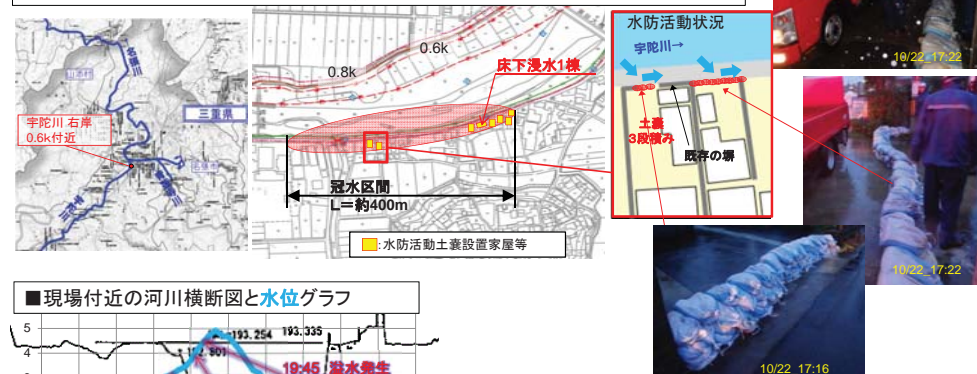 名張川
三重県
宇陀川 右岸
0.6k付近
0.6k
0.8k
床下浸水1棟
冠水区間
L=約400m
:水防活動土嚢設置家屋等
水防活動状況
宇陀川→
土嚢
3段積み
既存の塀
10/22_17:22
10/22_17:22
10/22_17:16
■現場付近の河川横断図と水位グラフ
5
4
193.254
193.335
19:45 溢水発生